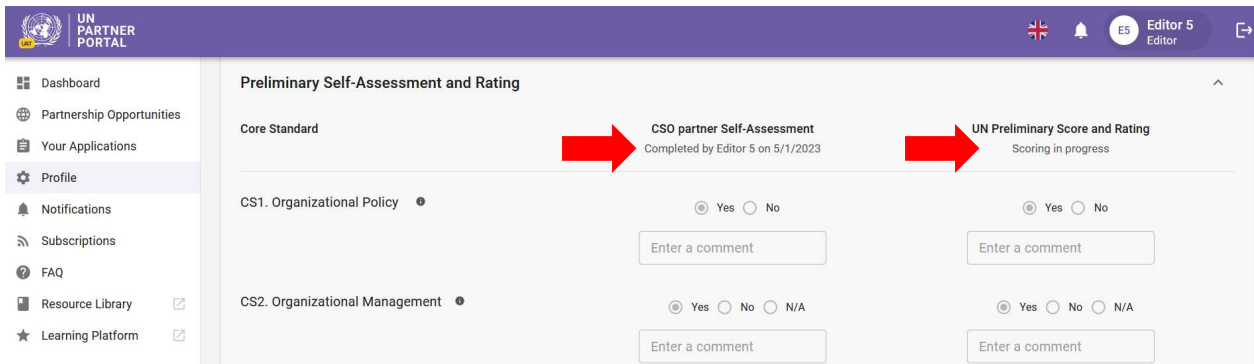 UN
PARTNER
PORTAL
UAT
E5
Editor 5
Editor
Dashboard
Partnership Opportunities
Your Applications
Profile
Notifications
Subscriptions
FAQ
Resource Library
Learning Platform
Preliminary Self-Assessment and Rating
Core Standard
CSO partner Self-Assessment
UN Preliminary Score and Rating
Completed by Editor 5 on 5/1/2023
Scoring in progress
CS1. Organizational Policy
Yes No
Yes No
Enter a comment
Enter a comment
CS2. Organizational Management
Yes No N/A
Yes No N/A
Enter a comment
Enter a comment